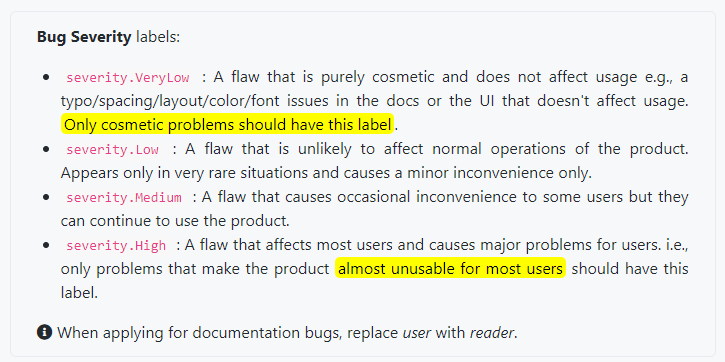 Bug Severity labels:
• severity.VeryLow : A flaw that is purely cosmetic and does not affect usage e.g., a
typo/spacing/layout/color/font issues in the docs or the UI that doesn't affect usage.
Only cosmetic problems should have this label.
• severity.Low : A flaw that is unlikely to affect normal operations of the product.
Appears only in very rare situations and causes a minor inconvenience only.
• severity.Medium : A flaw that causes occasional inconvenience to some users but they
can continue to use the product.
• severity.High : A flaw that affects most users and causes major problems for users. i.e.,
only problems that make the product almost unusable for most users should have this
label.
When applying for documentation bugs, replace user with reader.